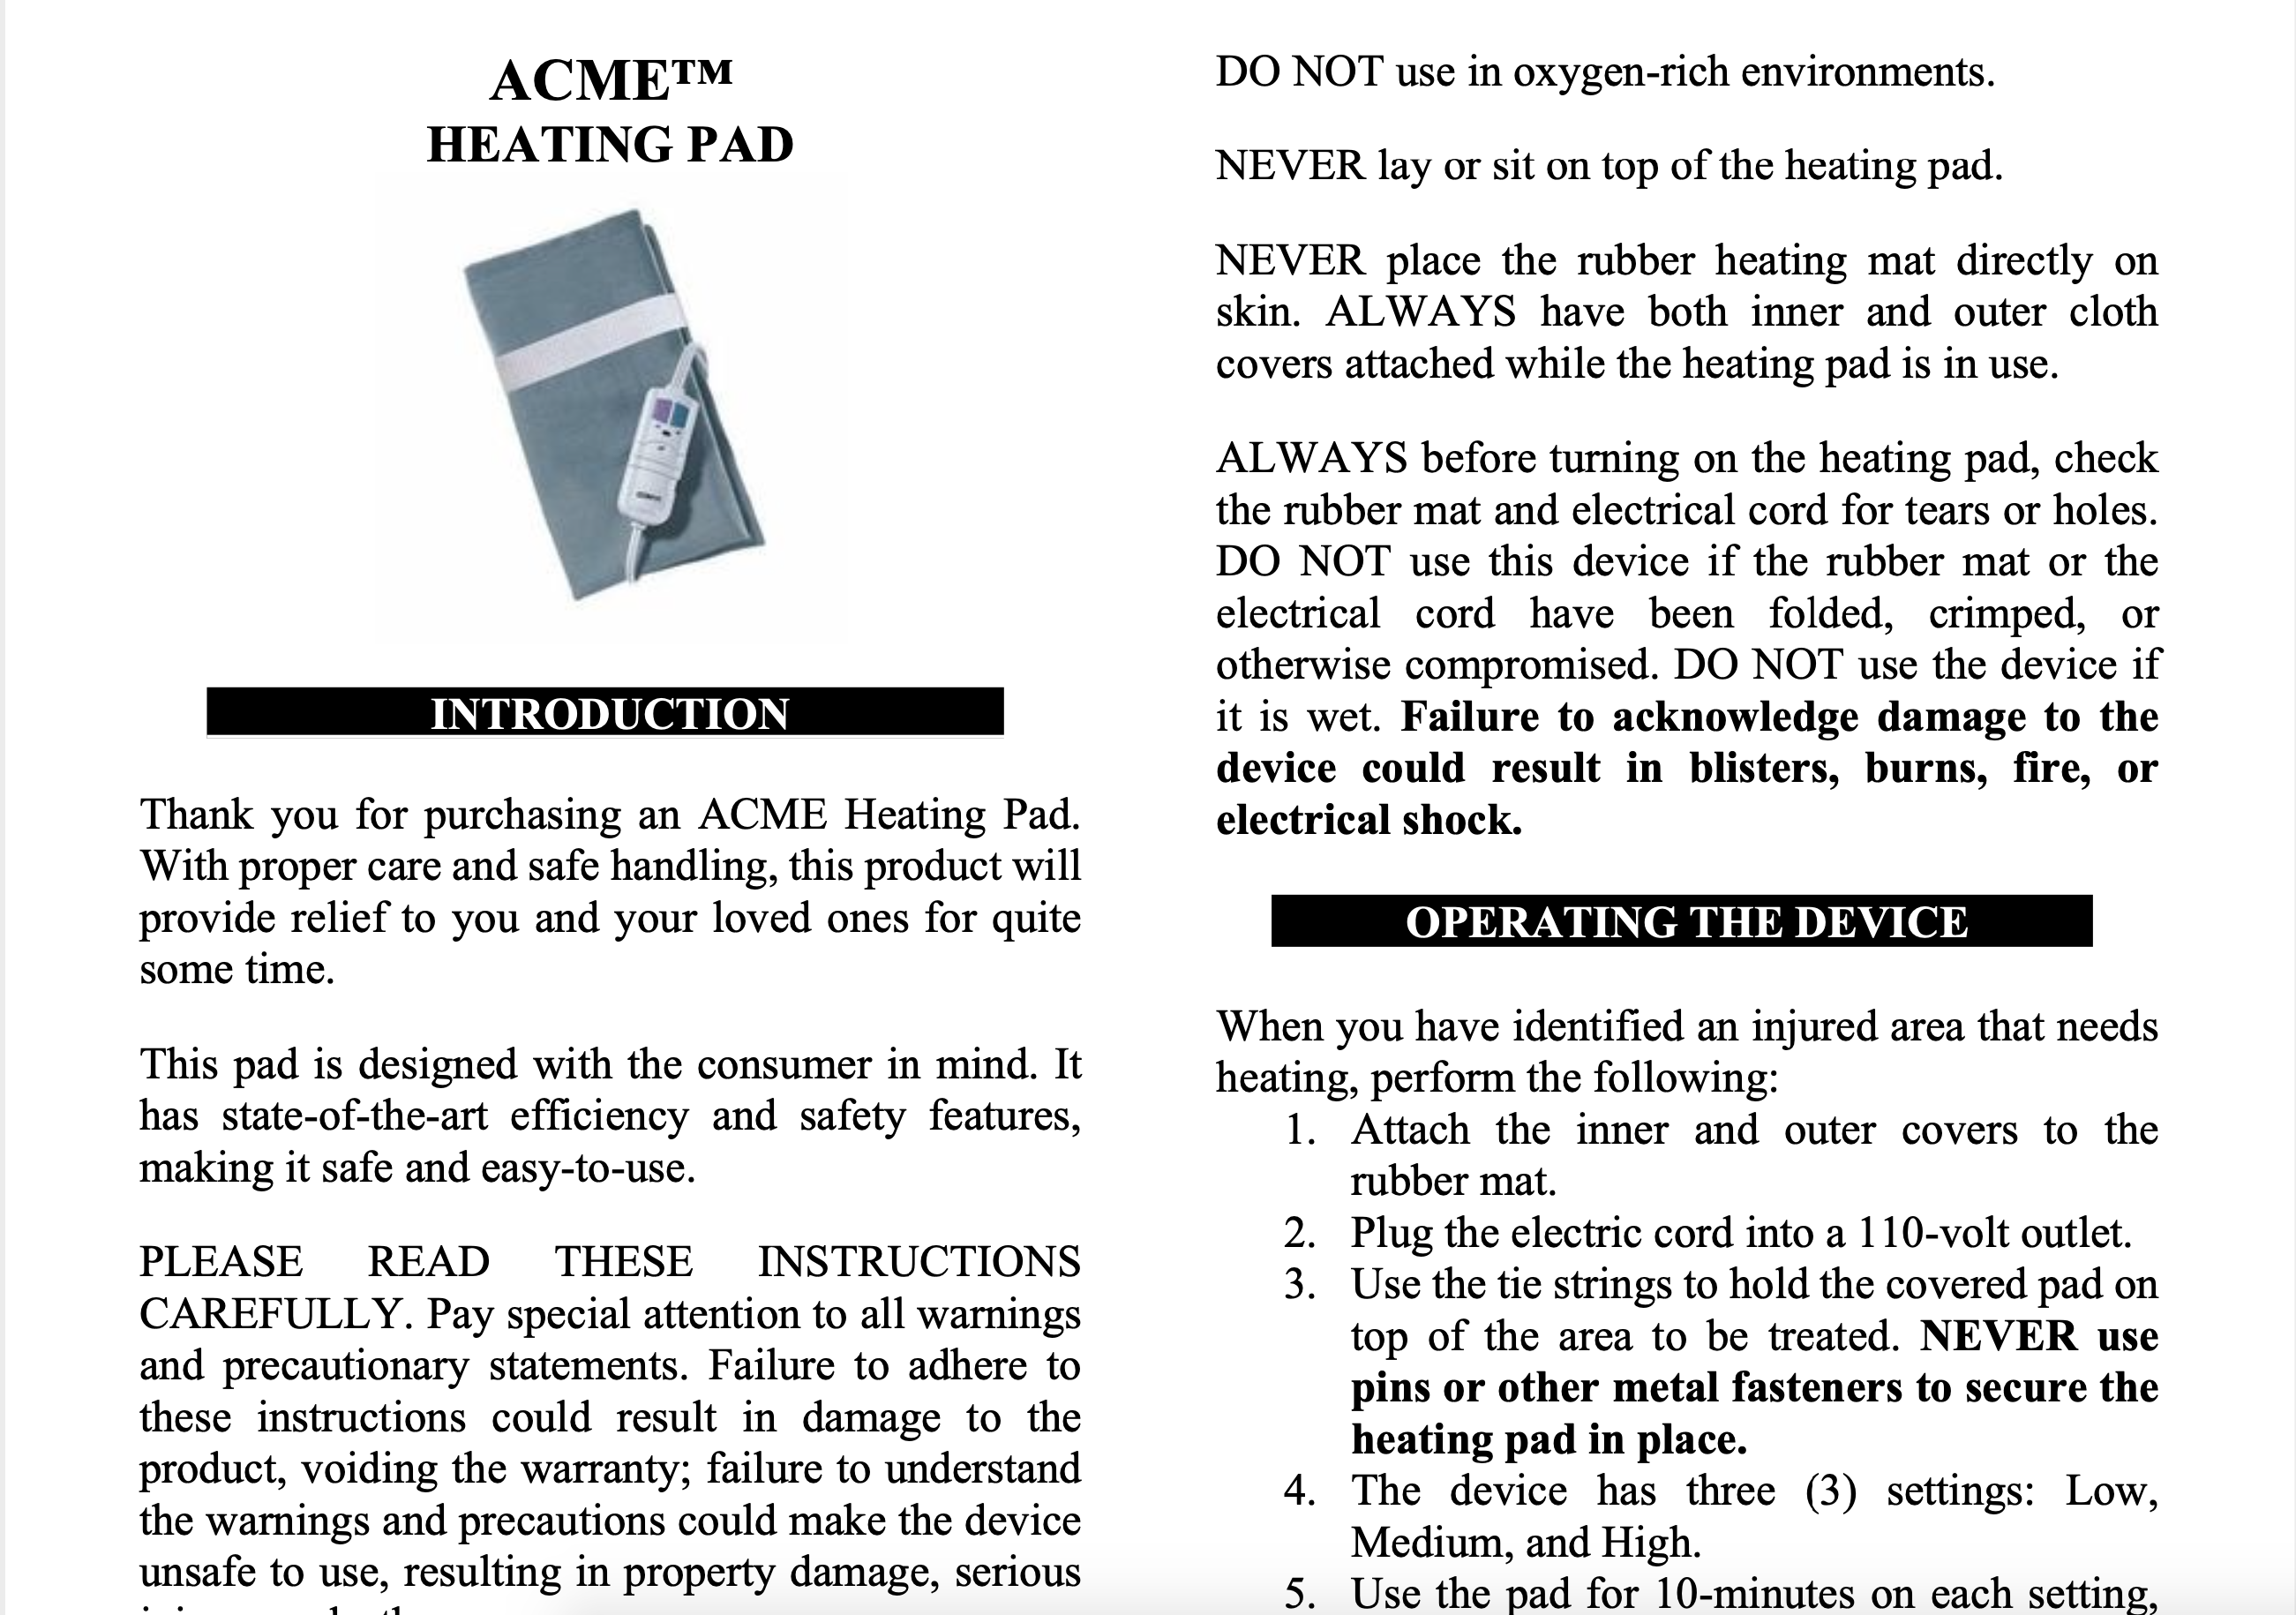 ACME™
HEATING PAD
INTRODUCTION
Thank you for purchasing an ACME Heating Pad.
With proper care and safe handling, this product will
provide relief to you and your loved ones for quite
some time.
This pad is designed with the consumer in mind. It
has state-of-the-art efficiency and safety features,
making it safe and easy-to-use.
PLEASE READ THESE INSTRUCTIONS
CAREFULLY. Pay special attention to all warnings
and precautionary statements. Failure to adhere to
these instructions could result in damage to the
product, voiding the warranty; failure to understand
the warnings and precautions could make the device
unsafe to use, resulting in property damage, serious
DO NOT use in oxygen-rich environments.
NEVER lay or sit on top of the heating pad.
NEVER place the rubber heating mat directly on
skin. ALWAYS have both inner and outer cloth
covers attached while the heating pad is in use.
ALWAYS before turning on the heating pad, check
the rubber mat and electrical cord for tears or holes.
DO NOT use this device if the rubber mat or the
electrical cord have been folded, crimped, or
otherwise compromised. DO NOT use the device if
it is wet. Failure to acknowledge damage to the
device could result in blisters, burns, fire, or
electrical shock.
OPERATING THE DEVICE
When you have identified an injured area that needs
heating, perform the following:
1. Attach the inner and outer covers to the
rubber mat.
2. Plug the electric cord into a 110-volt outlet.
3. Use the tie strings to hold the covered pad on
top of the area to be treated. NEVER use
pins or other metal fasteners to secure the
heating pad in place.
4. The device has three (3) settings: Low,
Medium, and High.
5. Use the pad for 10-minutes on each setting,